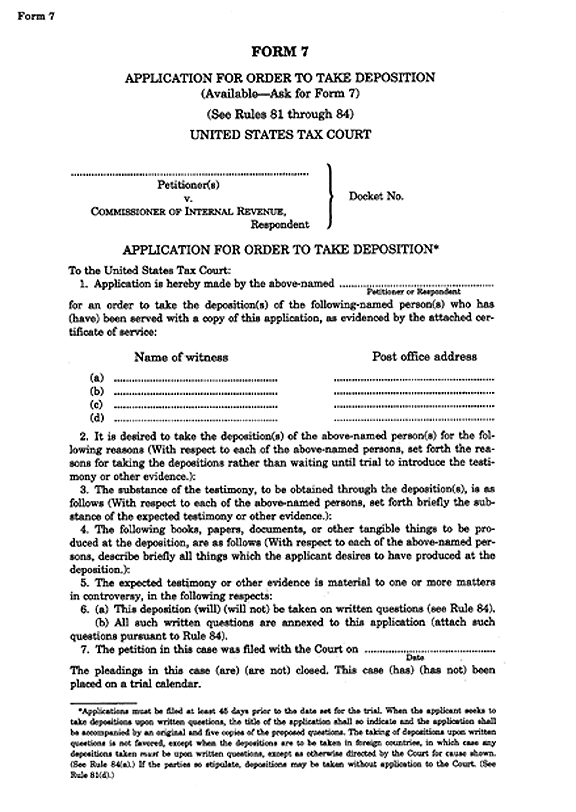 Form 7
FORM 7
APPLICATION FOR ORDER TO TAKE DEPOSITION
(Available—Ask for Form 7)
(See Rules 81 through 84)
UNITED STATES TAX COURT
Petitioner(s)
v.
COMMISSIONER OF INTERNAL REVENUE,
Respondent
Docket No.
APPLICATION FOR ORDER TO TAKE DEPOSITION*
To the United States Tax Court:
1. Application is hereby made by the above-named ........................................
Petitioner or Respondent
for an order to take the deposition(s) of the following-named person(s) who has
(have) been served with a copy of this application, as evidenced by the attached cer-
tificate of service:
Name of witness Post office address
(a) ........................................ ........................................
(b) ........................................ ........................................
(c) ........................................ ........................................
(d) ........................................ ........................................
2. It is desired to take the deposition(s) of the above-named person(s) for the fol-
lowing reasons (With respect to each of the above-named persons, set forth the rea-
sons for taking the depositions rather than waiting until trial to introduce the testi-
mony or other evidence.):
3. The substance of the testimony, to be obtained through the deposition(s), is as
follows (With respect to each of the above-named persons, set forth briefly the sub-
stance of the expected testimony or other evidence.):
4. The following books, papers, documents, or other tangible things to be pro-
duced at the deposition, are as follows (With respect to each of the above-named per-
sons, describe briefly all things which the applicant desires to have produced at the
deposition.):
5. The expected testimony or other evidence is material to one or more matters
in controversy, in the following respects:
6. (a) This deposition (will) (will not) be taken on written questions (see Rule 84).
(b) All such written questions are annexed to this application (attach such
questions pursuant to Rule 84).
7. The petition in this case was filed with the Court on ........................................
Date
The pleadings in this case (are) (are not) closed. This case (has) (has not) been
placed on a trial calendar.
*Applications must be filed at least 45 days prior to the date set for the trial. When the applicant seeks to
take depositions upon written questions, the title of the application shall so indicate and the application shall
be accompanied by an original and five copies of the proposed questions. The taking of depositions upon written
questions is not favored, except when the depositions are to be taken in foreign countries, in which case any
depositions taken must be upon written questions, except as otherwise directed by the Court for cause shown.
(See Rule 84(a).) If the parties so stipulate, depositions may be taken without application to the Court. (See
Rule 81(d).)